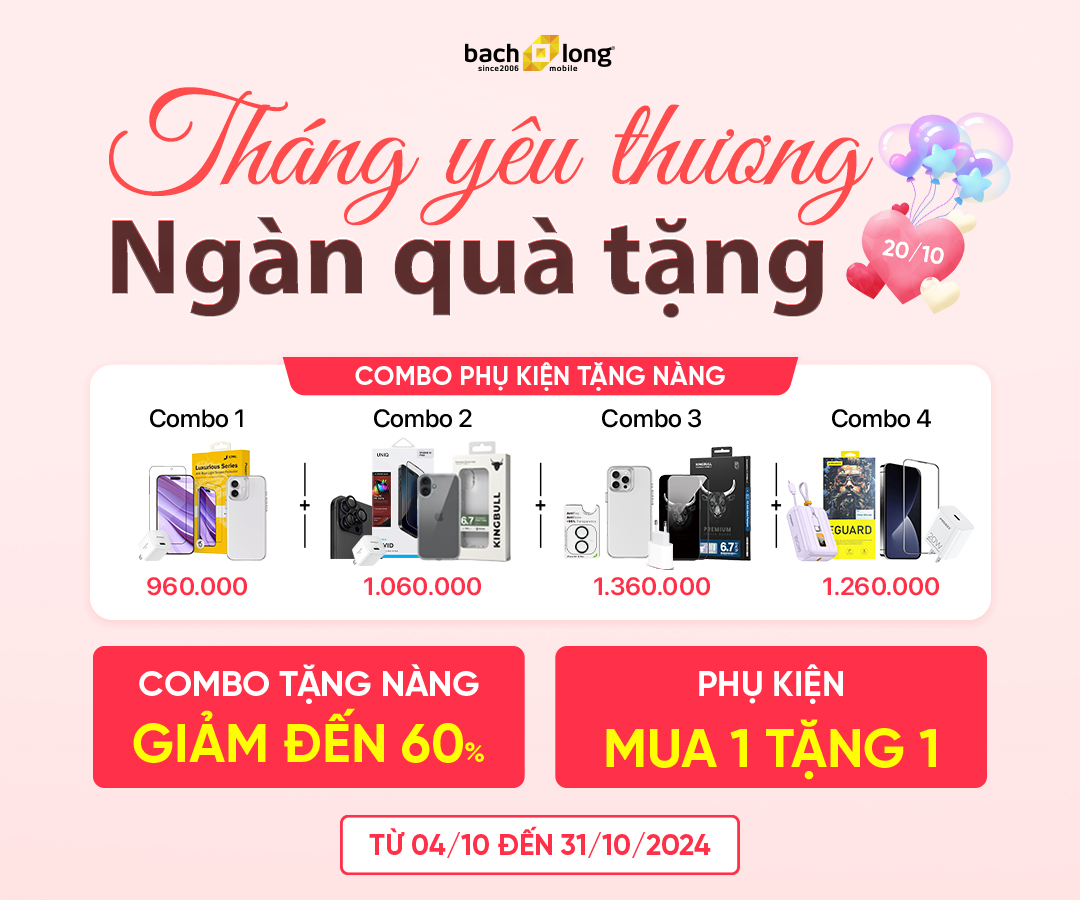 bach long
since2006 mobile
Tháng yêu thương
Ngàn quà tặng
20/10
COMBO PHỤ KIỆN TẶNG NÀNG
Combo 1
Combo 2
Combo 3
Combo 4
Luxurious Series
UNIQ
VIVID
6.7
KINGBULL
KINGBULL
PREMIUM
6.7
EGUARD
20W
+
+
+
960.000
1.060.000
1.360.000
1.260.000
COMBO TẶNG NÀNG
GIẢM ĐẾN 60%
PHỤ KIỆN
MUA 1 TẶNG 1
TỪ 04/10 ĐẾN 31/10/2024